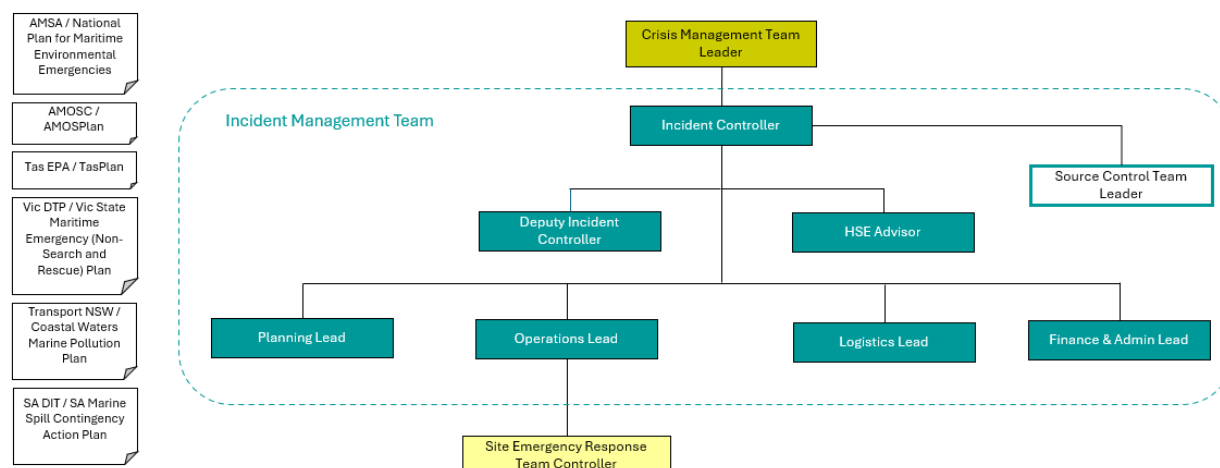 AMSA / National
Plan for Maritime
Environmental
Emergencies
AMOSC /
AMOSPlan
Tas EPA / TasPlan
Vic DTP / Vic State
Maritime
Emergency (Non-
Search and
Rescue) Plan
Transport NSW /
Coastal Waters
Marine Pollution
Plan
SA DIT / SA Marine
Spill Contingency
Action Plan
Crisis Management Team
Leader
Incident Management Team
Incident Controller
Source Control Team
Leader
Deputy Incident
Controller
HSE Advisor
Planning Lead
Operations Lead
Logistics Lead
Finance & Admin Lead
Site Emergency Response
Team Controller